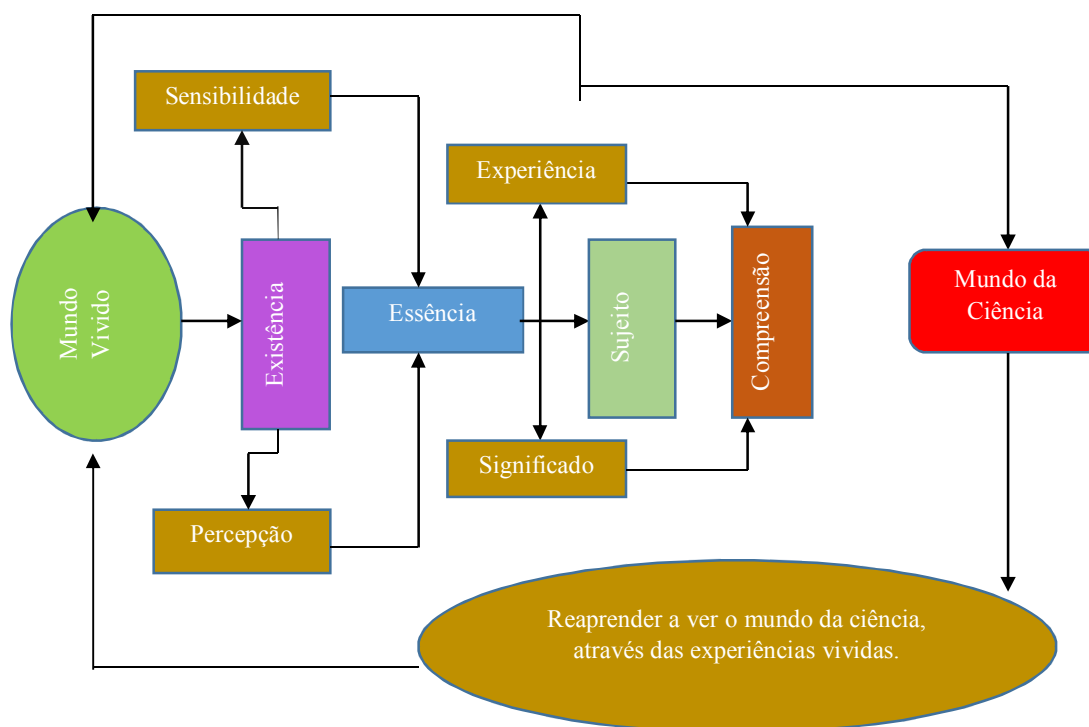 Sensibilidade
Experiência
Mundo
Vivido
Existência
Essência
Sujeito
Compreensão
Mundo da
Ciência
Significado
Percepção
Reaprender a ver o mundo da ciência,
através das experiências vividas.